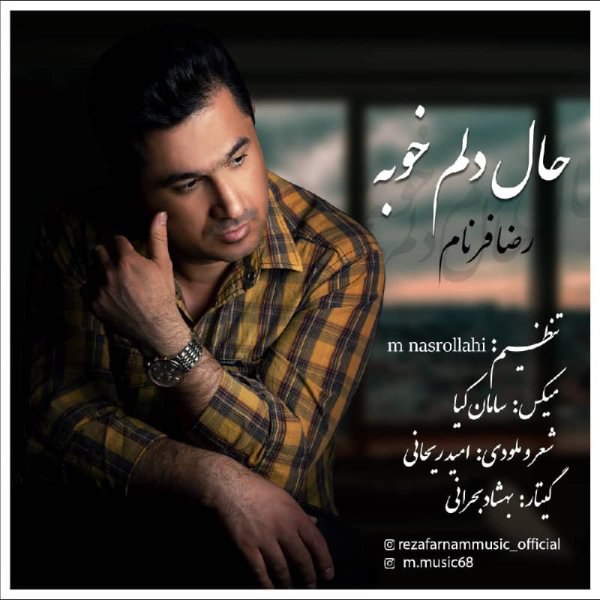 حال دلم خوبه
رضا فرنام
تنظیم: m nasrollahi
میکس: سامان کیا
شعر و ملودی: امید ریحانی
گیتار: بهشاد بحرانی
rezafarnammusic_official
m.music68